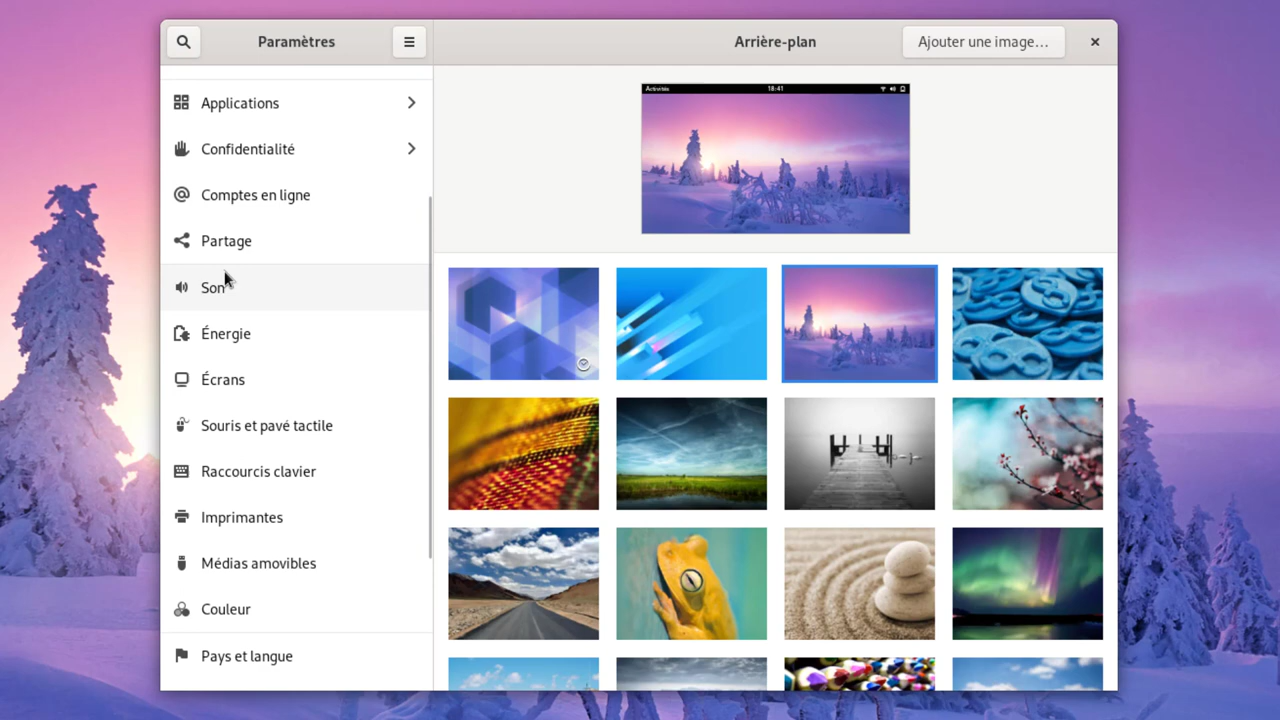 Paramètres
Arrière-plan
Ajouter une image...
Applications
Confidentialité
Comptes en ligne
Partage
Son
Énergie
Écrans
Souris et pavé tactile
Raccourcis clavier
Imprimantes
Médias amovibles
Couleur
Pays et langue
Activités
18:41